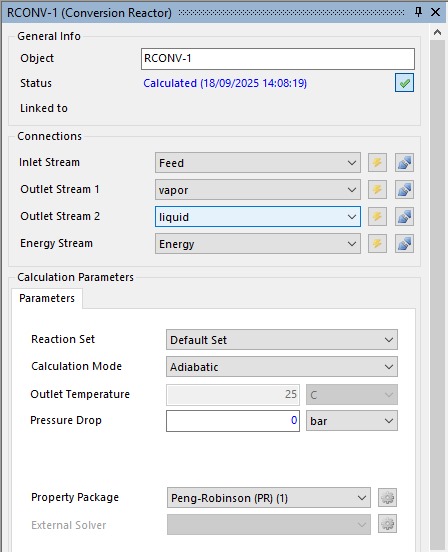 RCONV-1 (Conversion Reactor)
General Info
Object RCONV-1
Status Calculated (18/09/2025 14:08:19)
Linked to
Connections
Inlet Stream Feed
Outlet Stream 1 vapor
Outlet Stream 2 liquid
Energy Stream Energy
Calculation Parameters
Parameters
Reaction Set Default Set
Calculation Mode Adiabatic
Outlet Temperature 25 C
Pressure Drop 0 bar
Property Package Peng-Robinson (PR) (1)
External Solver